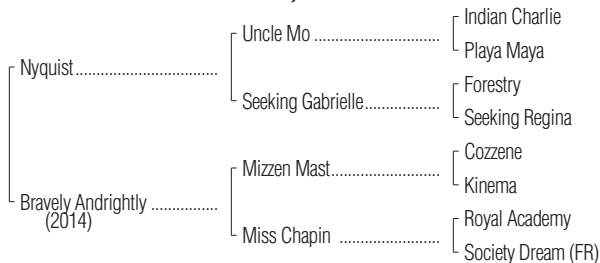 Indian Charlie
Uncle Mo ................................
Playa Maya
Nyquist ....................................
Forestry
Seeking Gabrielle ...................
Seeking Regina
Cozzene
Mizzen Mast ............................
Kinema
Bravely Andrightly .................
(2014)
Royal Academy
Miss Chapin ..........................
Society Dream (FR)